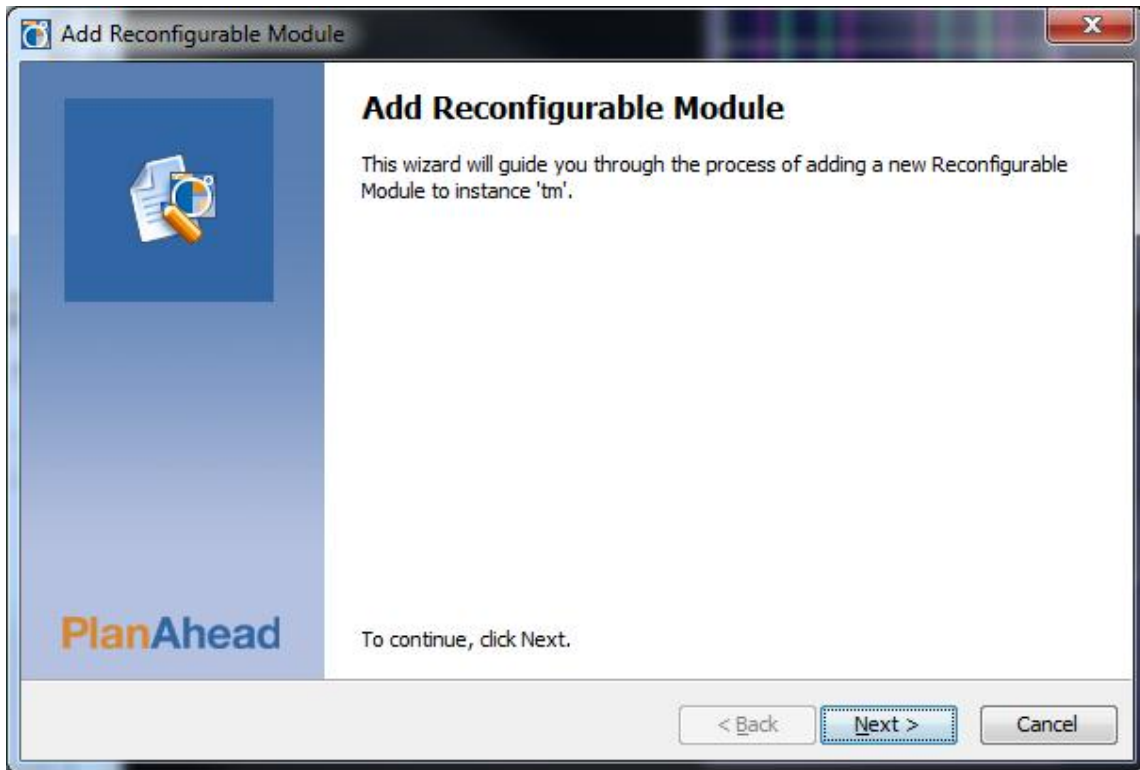 Add Reconfigurable Module
Add Reconfigurable Module
This wizard will guide you through the process of adding a new Reconfigurable
Module to instance 'tm'.
PlanAhead
To continue, click Next.
< Back
Next >
Cancel